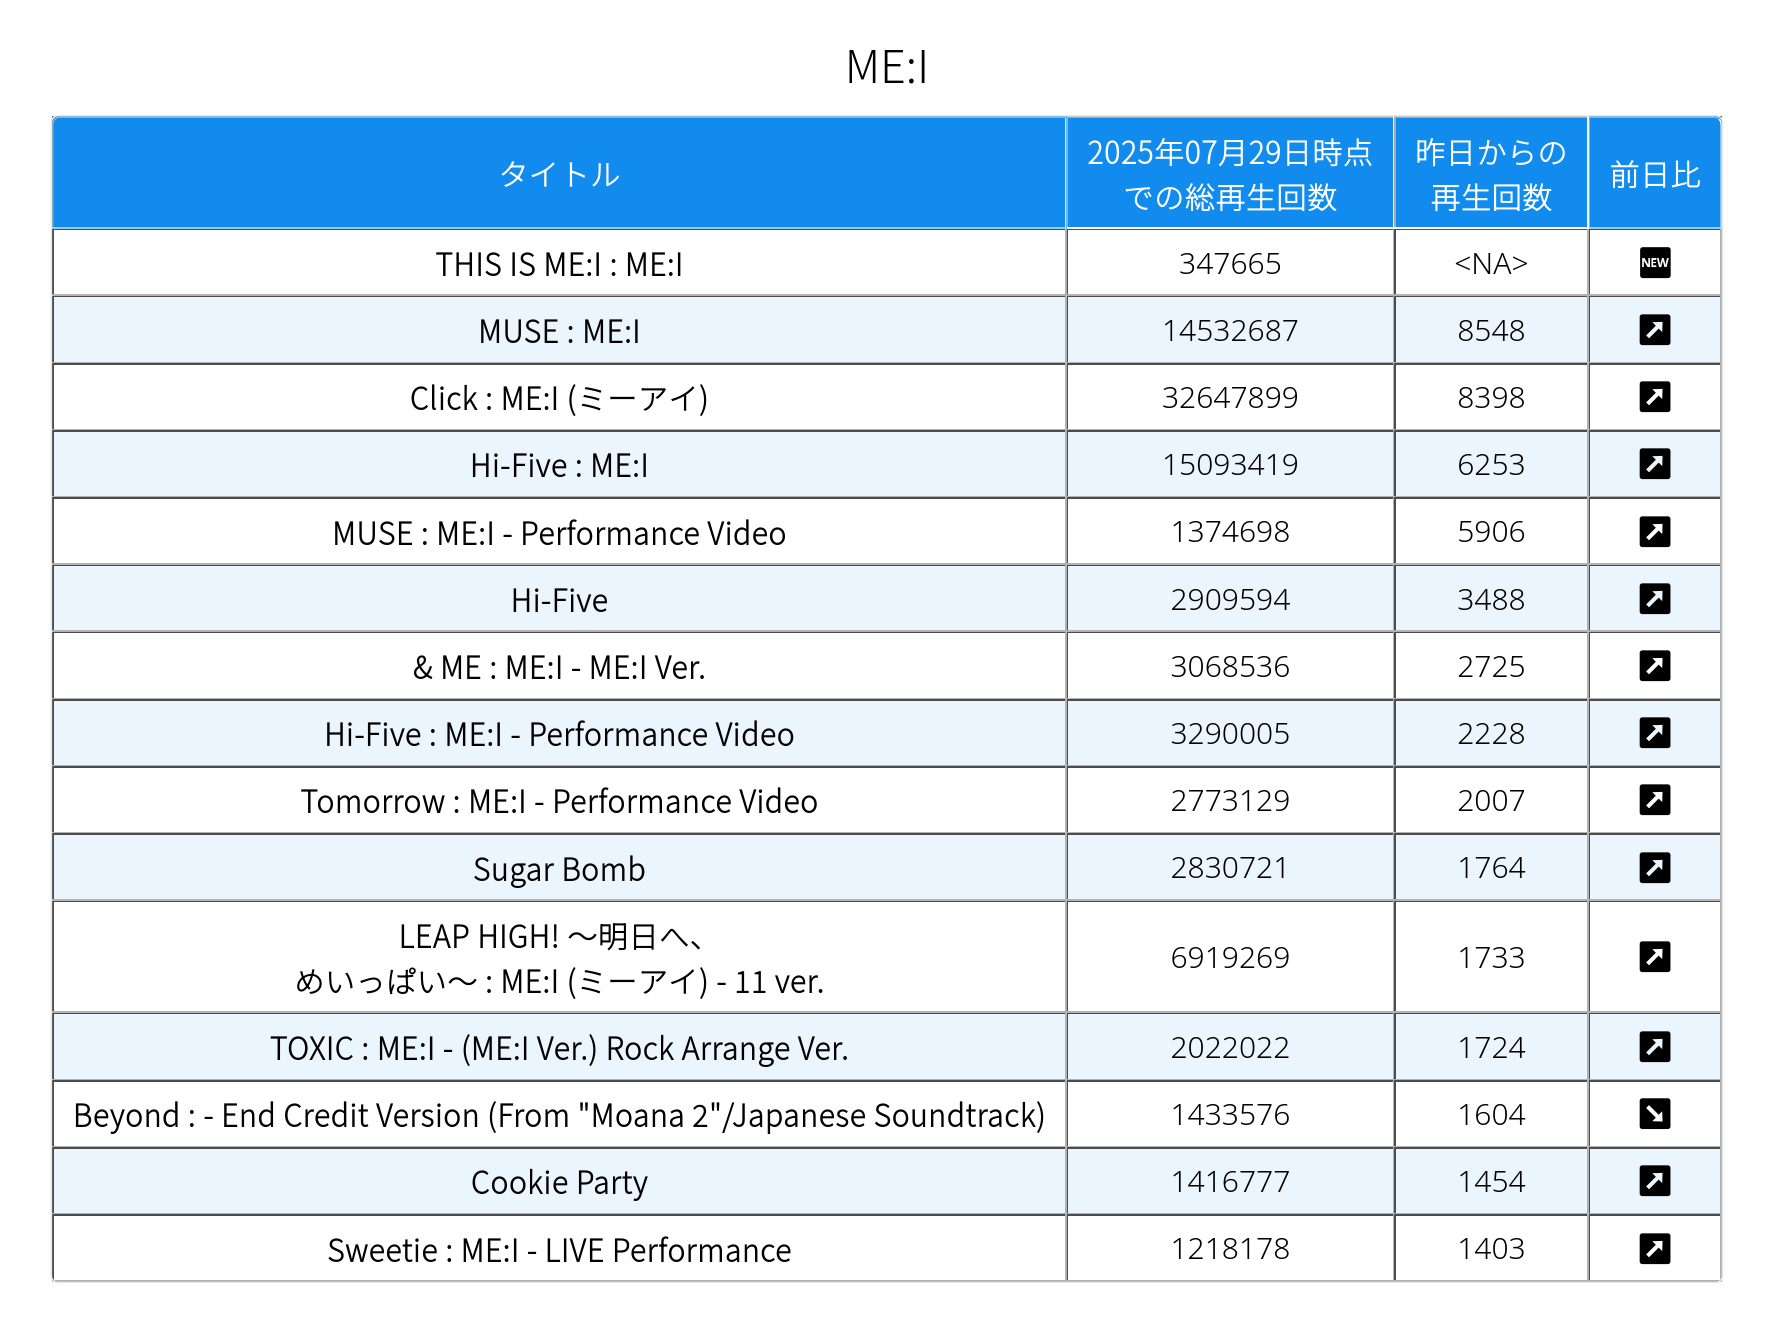 ME:I
タイトル
2025年07月29日時点
での総再生回数
昨日からの
再生回数
前日比
THIS IS ME:I : ME:I 347665 <NA> NEW
MUSE : ME:I 14532687 8548
Click : ME:I (ミーアイ) 32647899 8398
Hi-Five : ME:I 15093419 6253
MUSE : ME:I - Performance Video 1374698 5906
Hi-Five 2909594 3488
& ME : ME:I - ME:I Ver. 3068536 2725
Hi-Five : ME:I - Performance Video 3290005 2228
Tomorrow : ME:I - Performance Video 2773129 2007
Sugar Bomb 2830721 1764
LEAP HIGH! 〜明日へ、
めいっぱい〜 : ME:I (ミーアイ) - 11 ver. 6919269 1733
TOXIC : ME:I - (ME:I Ver.) Rock Arrange Ver. 2022022 1724
Beyond : - End Credit Version (From "Moana 2"/Japanese Soundtrack) 1433576 1604
Cookie Party 1416777 1454
Sweetie : ME:I - LIVE Performance 1218178 1403